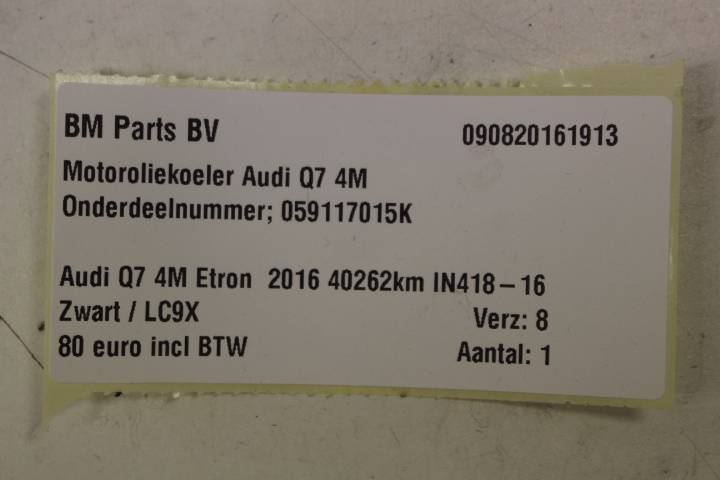 BM Parts BV 090820161913
Motoroliekoeler Audi Q7 4M
Onderdeelnummer; 059117015K
Audi Q7 4M Etron 2016 40262km IN418-16
Zwart / LC9X Verz: 8
80 euro incl BTW Aantal: 1